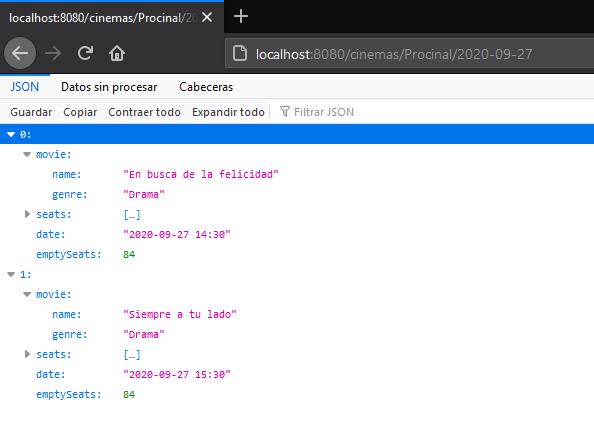 localhost:8080/cinemas/Procinal/20
localhost:8080/cinemas/Procinal/2020-09-27
JSON Datos sin procesar Cabeceras
Guardar Copiar Contraer todo Expandir todo Filtrar JSON
0:
movie:
name: "En busca de la felicidad"
genre: "Drama"
seats: […]
date: "2020-09-27 14:30"
emptySeats: 84
1:
movie:
name: "Siempre a tu lado"
genre: "Drama"
seats: […]
date: "2020-09-27 15:30"
emptySeats: 84